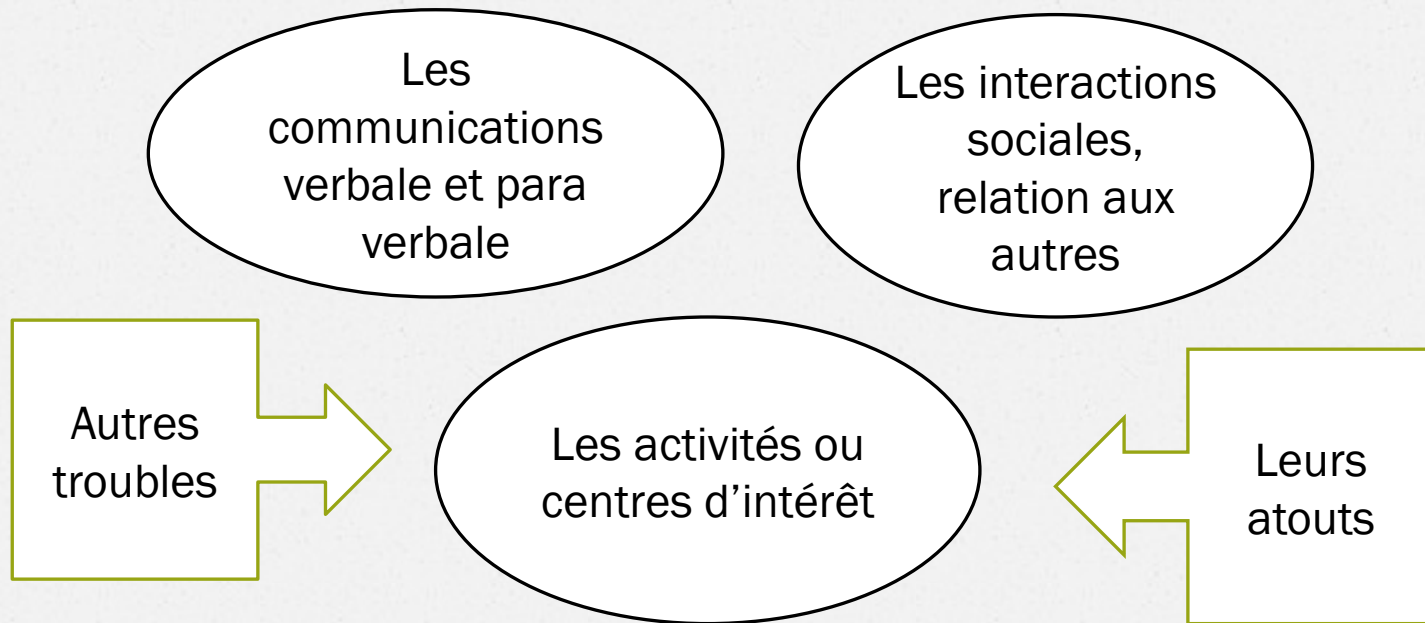 Les
communications
verbale et para
verbale
Les interactions
sociales,
relation aux
autres
Autres
troubles
Les activités ou
centres d’intérêt
Leurs
atouts